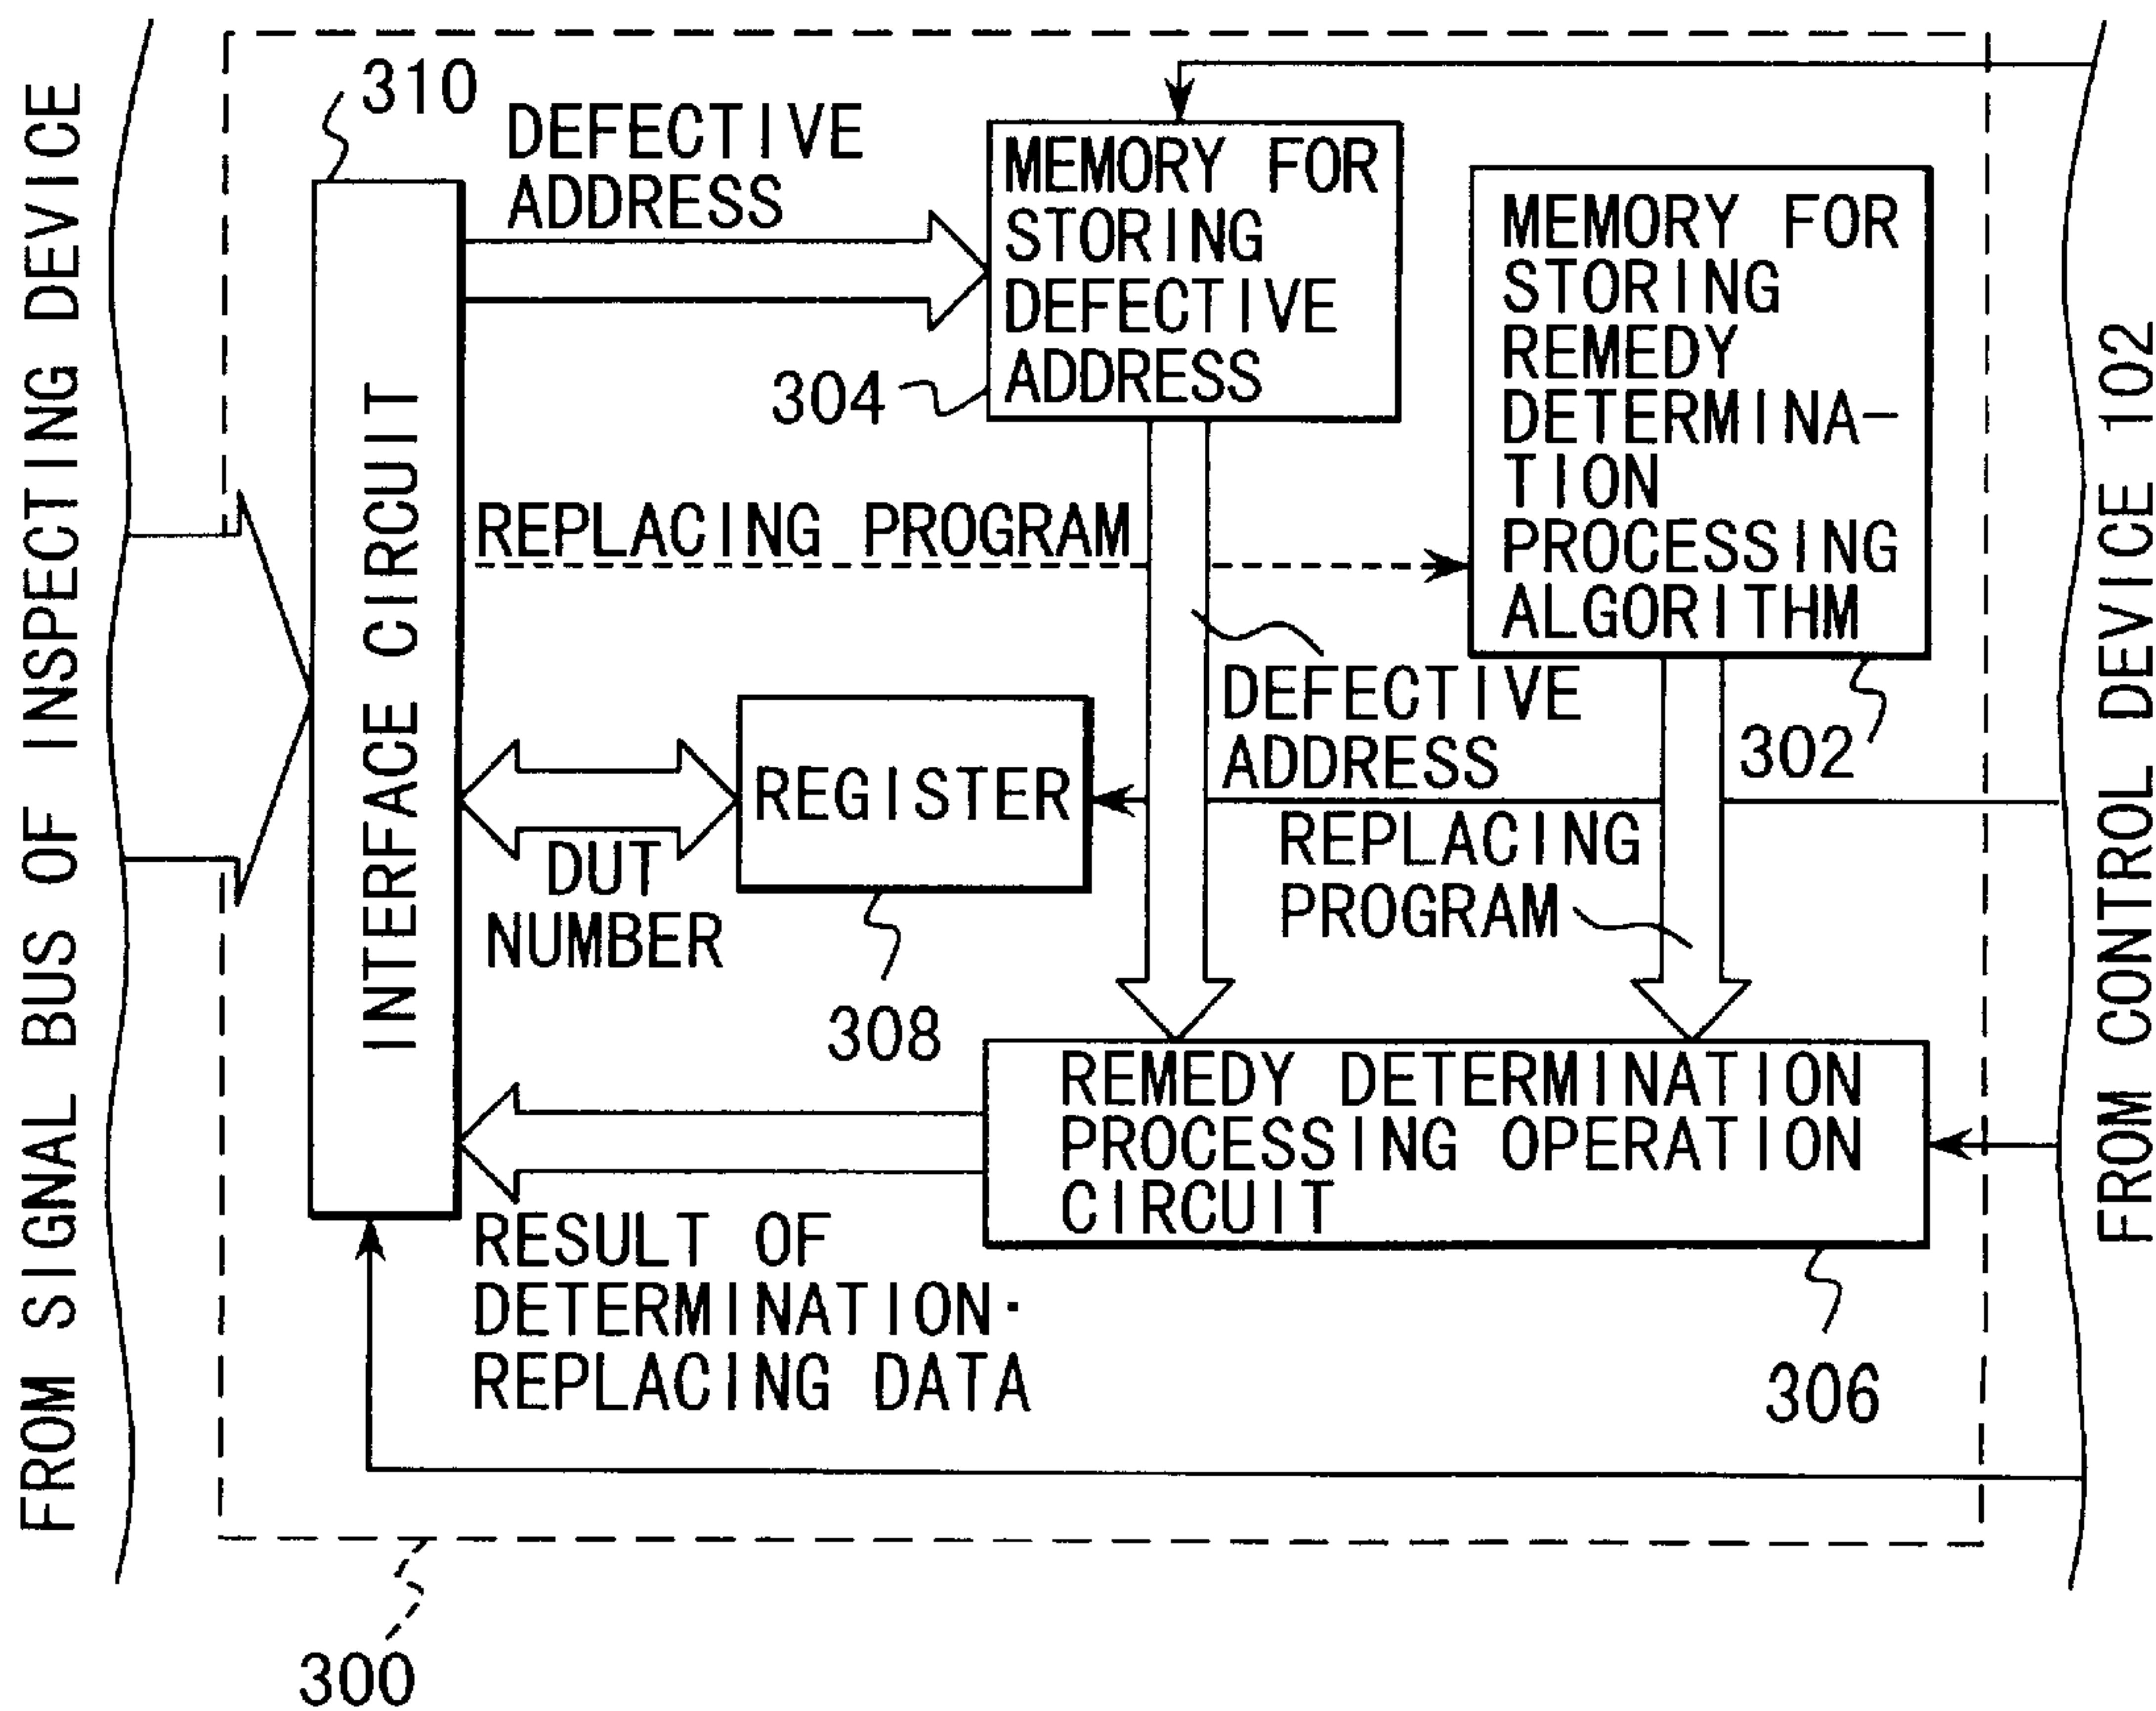 FROM SIGNAL BUS OF INSPECTING DEVICE
310
INTERFACE CIRCUIT
DEFECTIVE
ADDRESS
MEMORY FOR
STORING
DEFECTIVE
ADDRESS
304
MEMORY FOR
STORING
REMEDY
DETERMINA-
TION
PROCESSING
ALGORITHM
302
REPLACING PROGRAM
DEFECTIVE
ADDRESS
REGISTER
DUT
NUMBER
308
REPLACING
PROGRAM
REMEDY DETERMINATION
PROCESSING OPERATION
CIRCUIT
306
RESULT OF
DETERMINATION·
REPLACING DATA
300
FROM CONTROL DEVICE 102